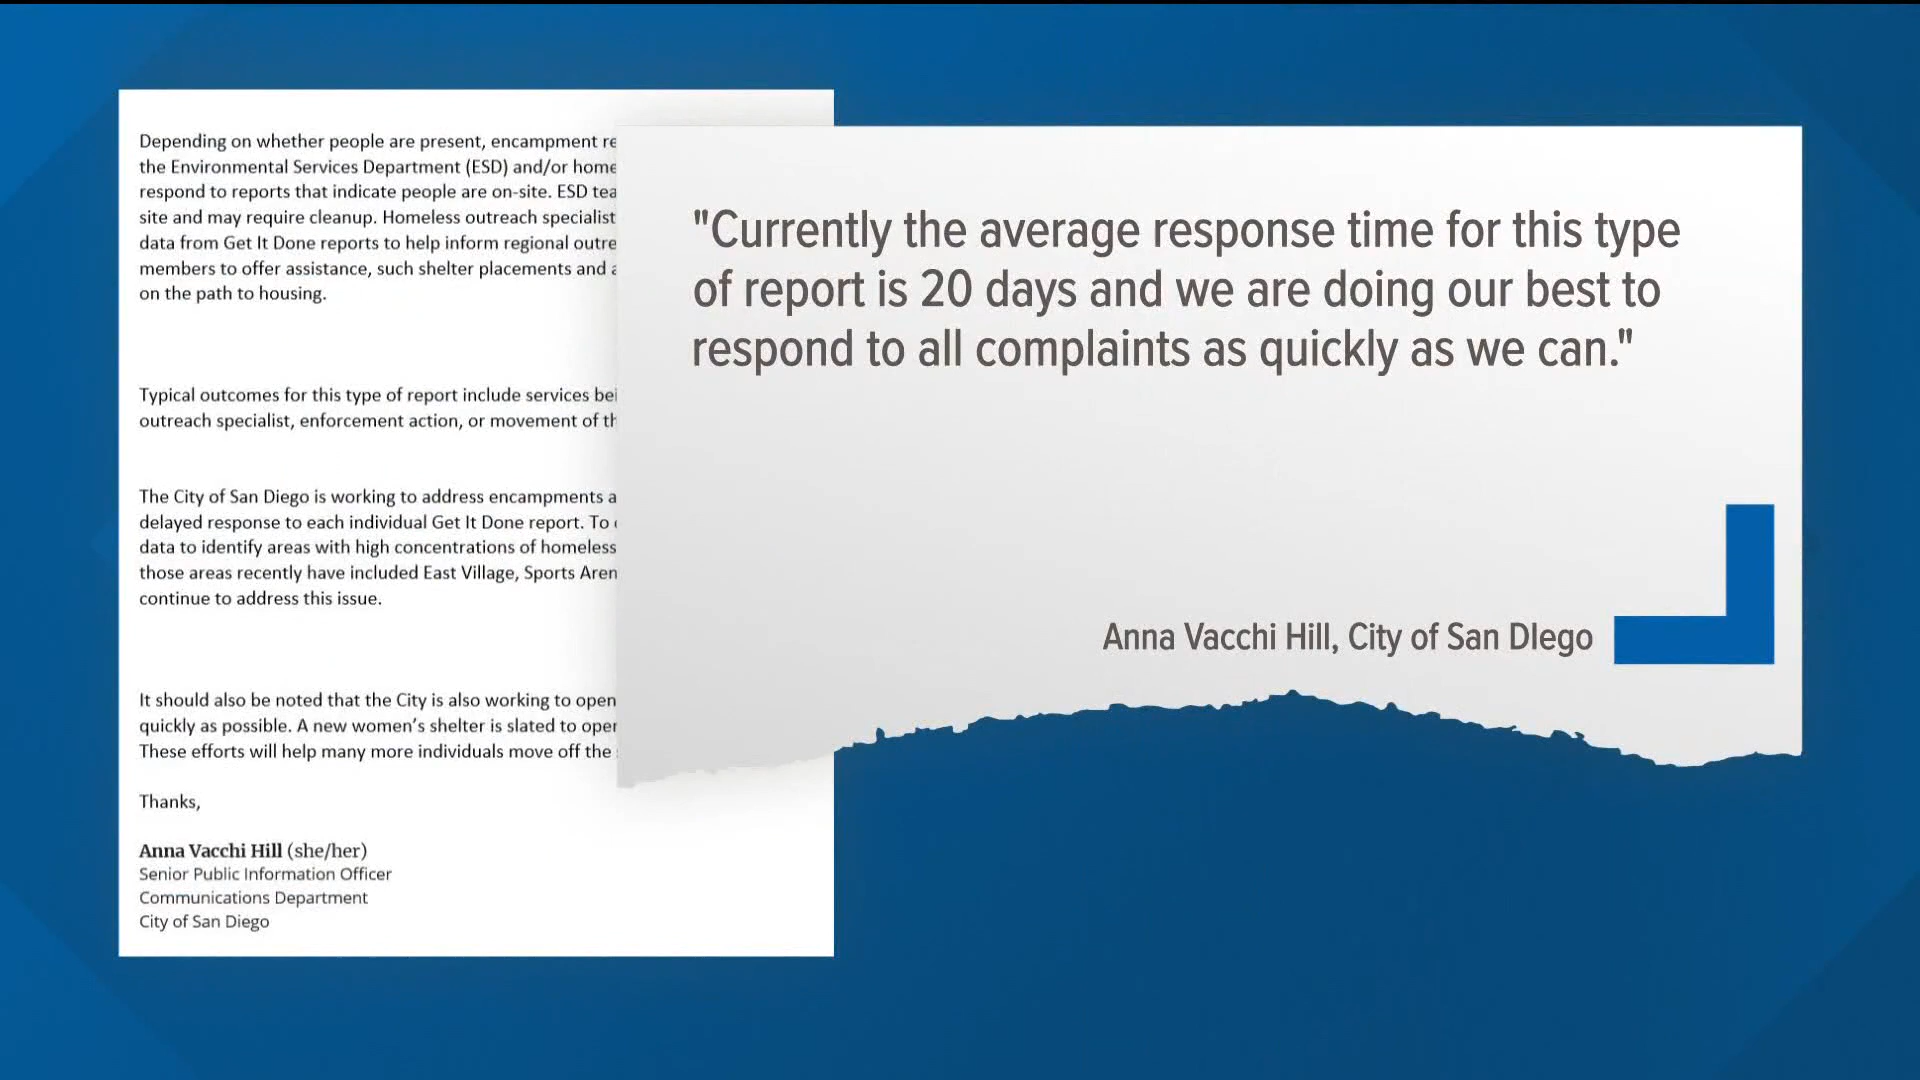 Depending on whether people are present, encampment re
the Environmental Services Department (ESD) and/or home
respond to reports that indicate people are on-site. ESD tea
site and may require cleanup. Homeless outreach specialist
data from Get It Done reports to help inform regional outre
members to offer assistance, such shelter placements and a
on the path to housing.
Typical outcomes for this type of report include services bei
outreach specialist, enforcement action, or movement of th
The City of San Diego is working to address encampments a
delayed response to each individual Get It Done report. To
data to identify areas with high concentrations of homeless
those areas recently have included East Village, Sports Aren
continue to address this issue.
It should also be noted that the City is also working to open
quickly as possible. A new women's shelter is slated to open
These efforts will help many more individuals move off the
Thanks,
Anna Vacchi Hill (she/her)
Senior Public Information Officer
Communications Department
City of San Diego
"Currently the average response time for this type
of report is 20 days and we are doing our best to
respond to all complaints as quickly as we can."
Anna Vacchi Hill, City of San DIego